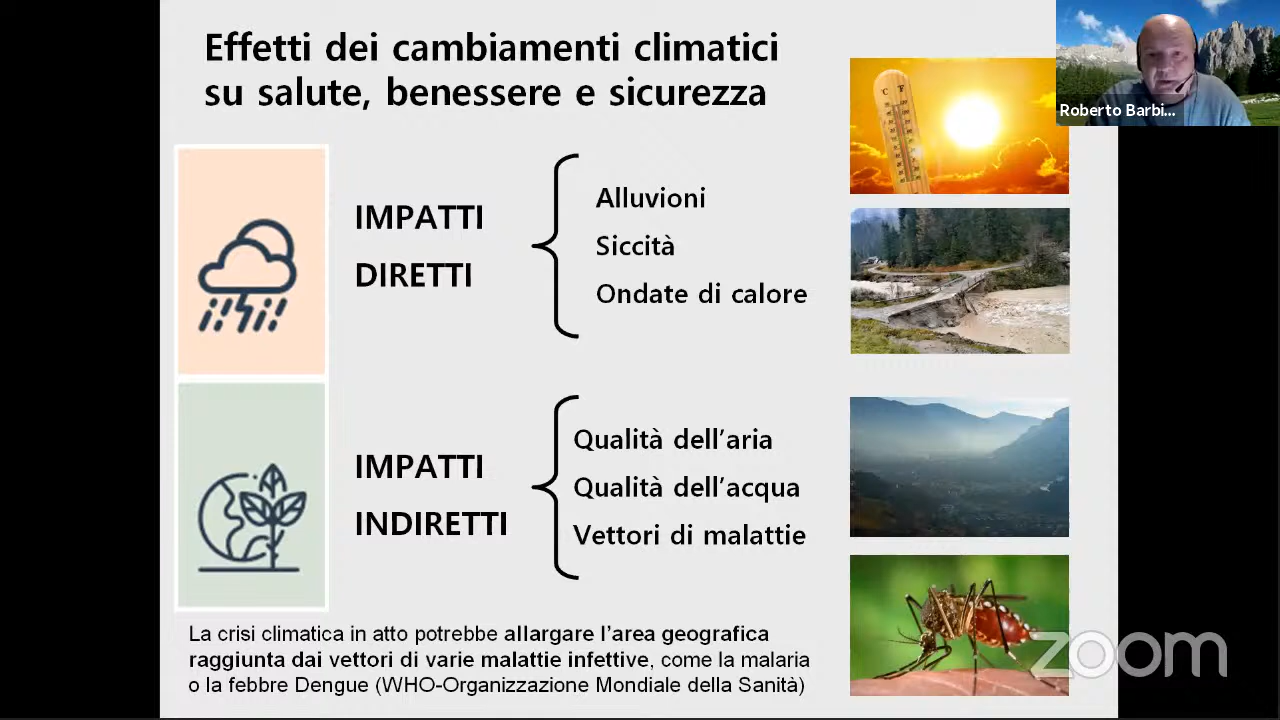 Effetti dei cambiamenti climatici
su salute, benessere e sicurezza
Roberto Barbi...
°C F
IMPATTI
DIRETTI
Alluvioni
Siccità
Ondate di calore
IMPATTI
INDIRETTI
Qualità dell'aria
Qualità dell'acqua
Vettori di malattie
La crisi climatica in atto potrebbe allargare l'area geografica
raggiunta dai vettori di varie malattie infettive, come la malaria
o la febbre Dengue (WHO-Organizzazione Mondiale della Sanità)
zoom